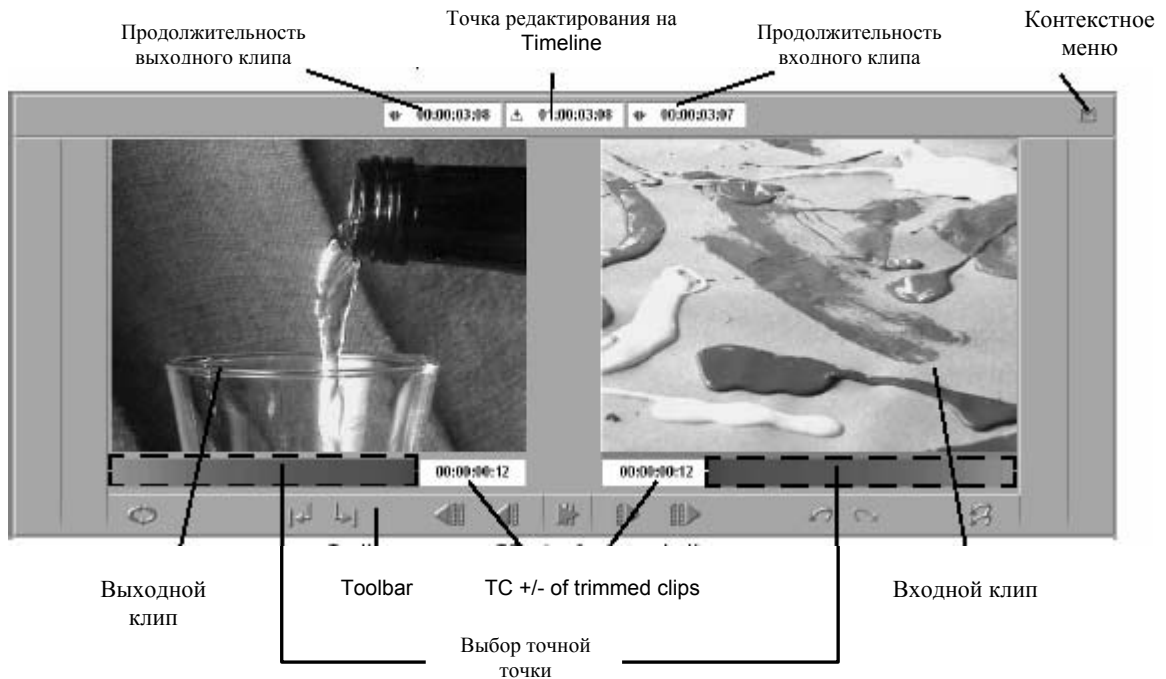 Продолжительность
выходного клипа
Точка редактирования на
Timeline
Продолжительность
входного клипа
Контекстное
меню
00:00:03;08
01:00:03;08
00:00:03;07
00:00:00:12
00:00:00:12
Выходной
клип
Toolbar
TC +/- of trimmed clips
Входной клип
Выбор точной
точки